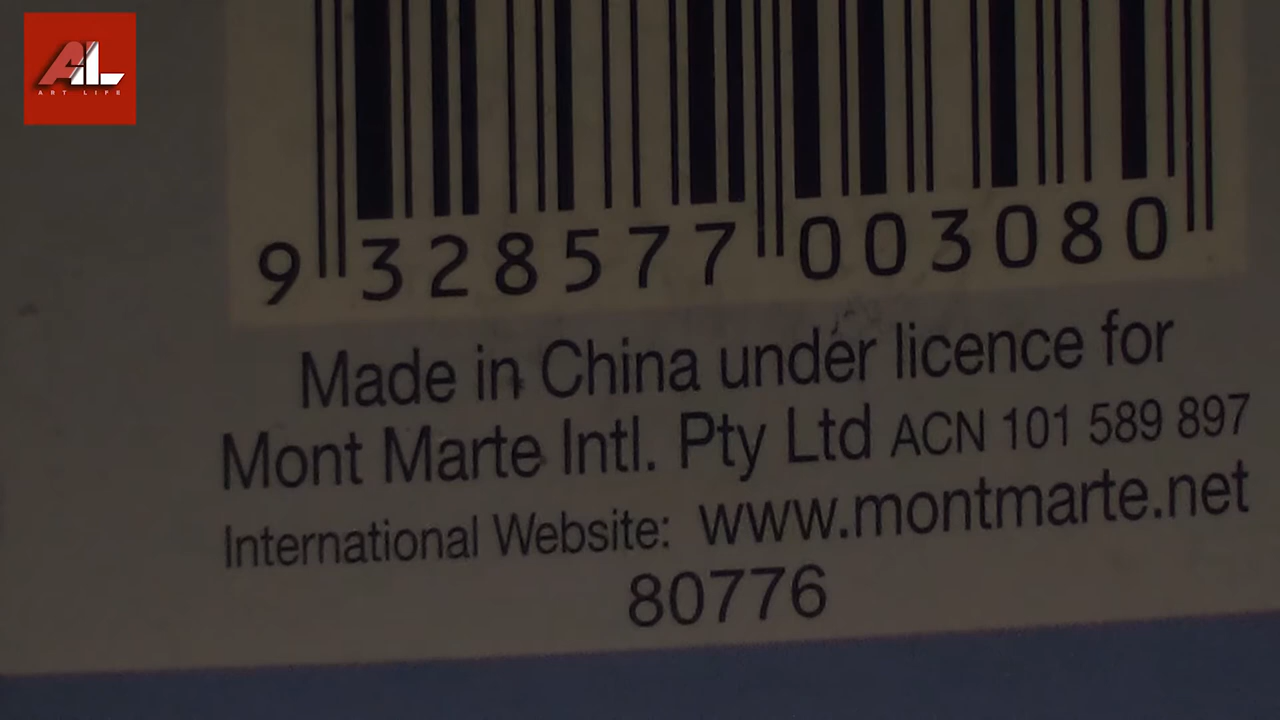 AL
ART LIFE
9 328577 003080
Made in China under licence for
Mont Marte Intl. Pty Ltd ACN 101 589 897
International Website: www.montmarte.net
80776